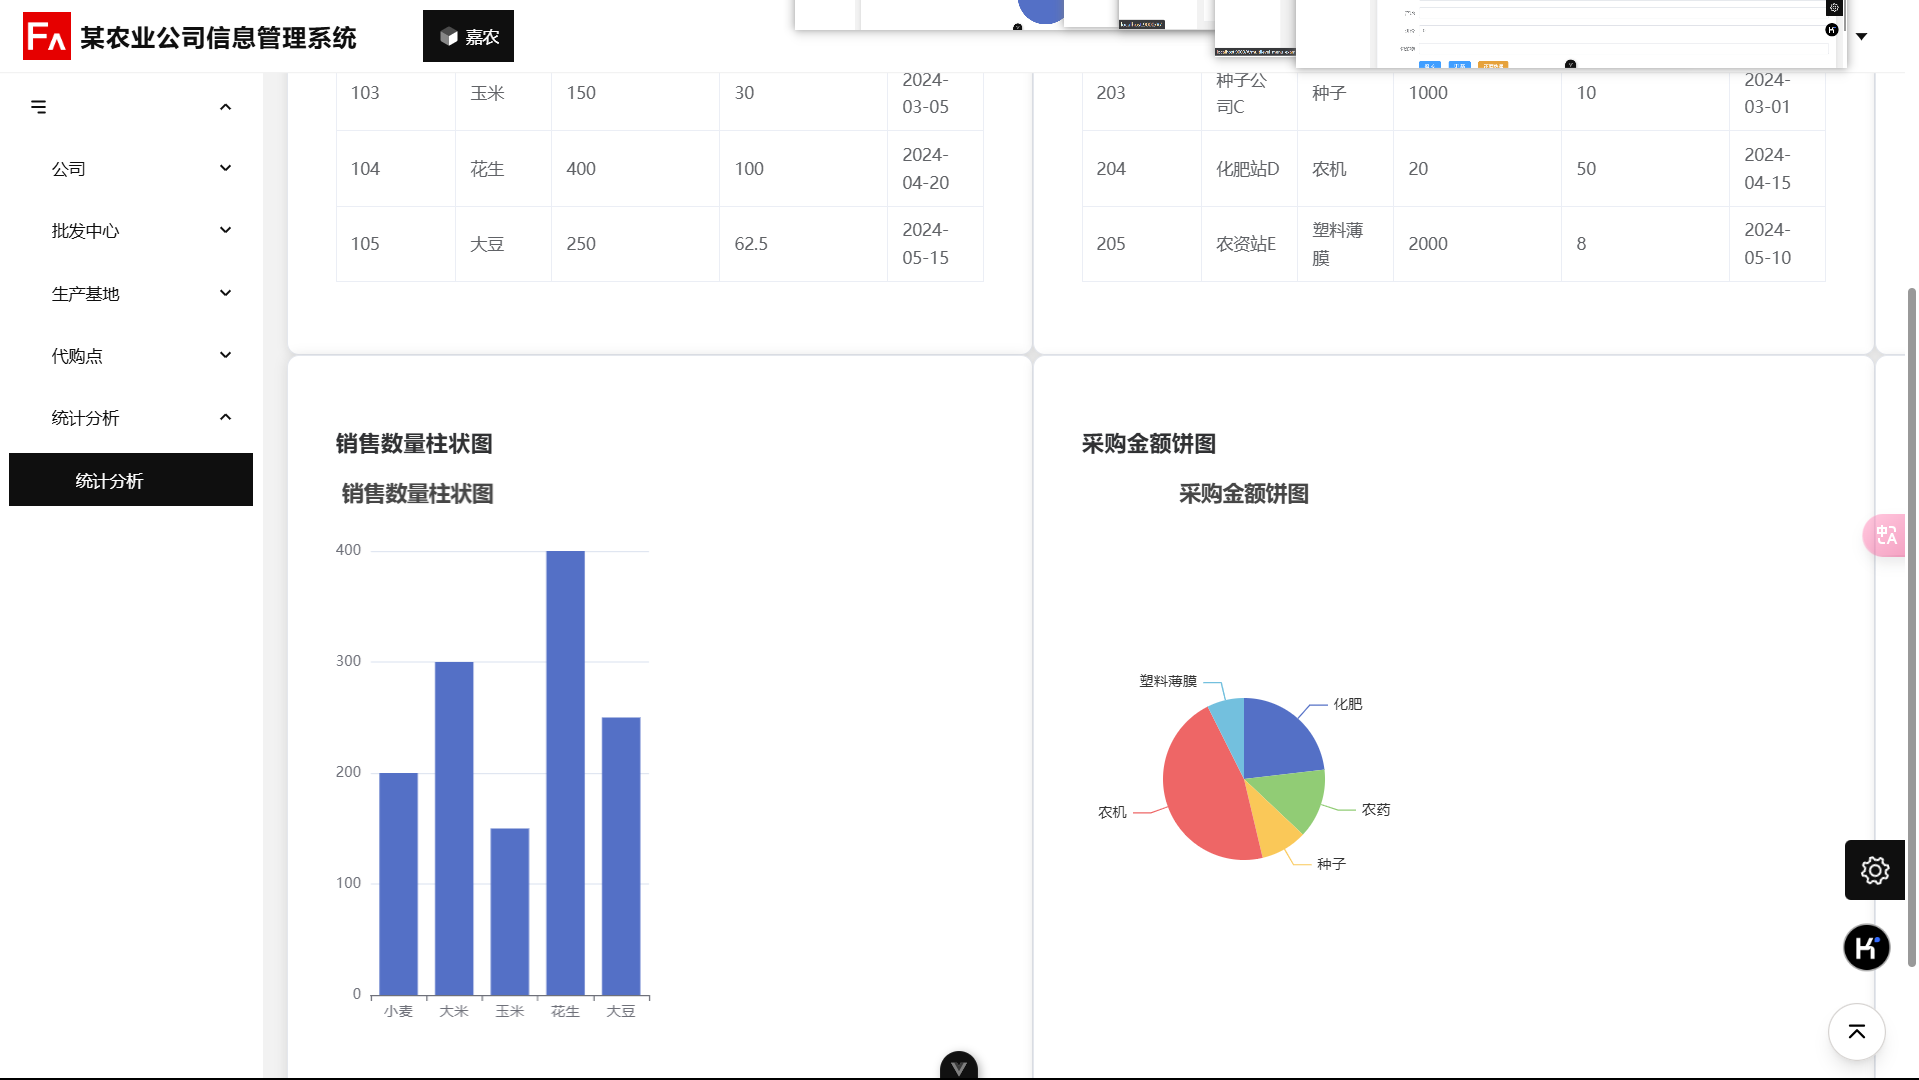 FA 某农业公司信息管理系统
嘉农
localhost:9000/#/
公司
批发中心
生产基地
代购点
统计分析
统计分析
103 玉米 150 30 2024-
03-05
104 花生 400 100 2024-
04-20
105 大豆 250 62.5 2024-
05-15
203 种子公
司C 种子 1000 10 2024-
03-01
204 化肥站D 农机 20 50 2024-
04-15
205 农资站E 塑料薄
膜 2000 8 2024-
05-10
销售数量柱状图
销售数量柱状图
400
300
200
100
0
小麦 大米 玉米 花生 大豆
采购金额饼图
采购金额饼图
塑料薄膜
化肥
农机
农药
种子
中A
K
V